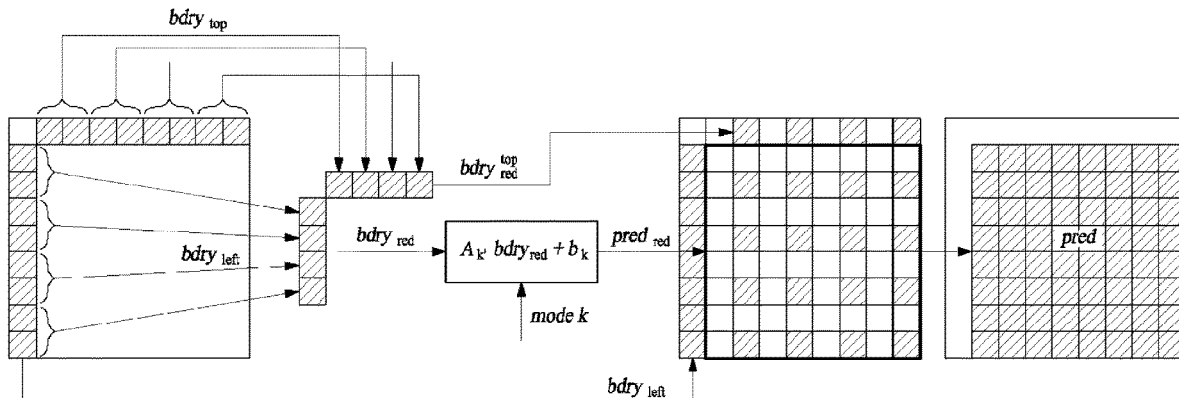 bdry top
bdry top red
bdry left
bdry red
A k, bdry red + b k
pred red
mode k
bdry left
pred